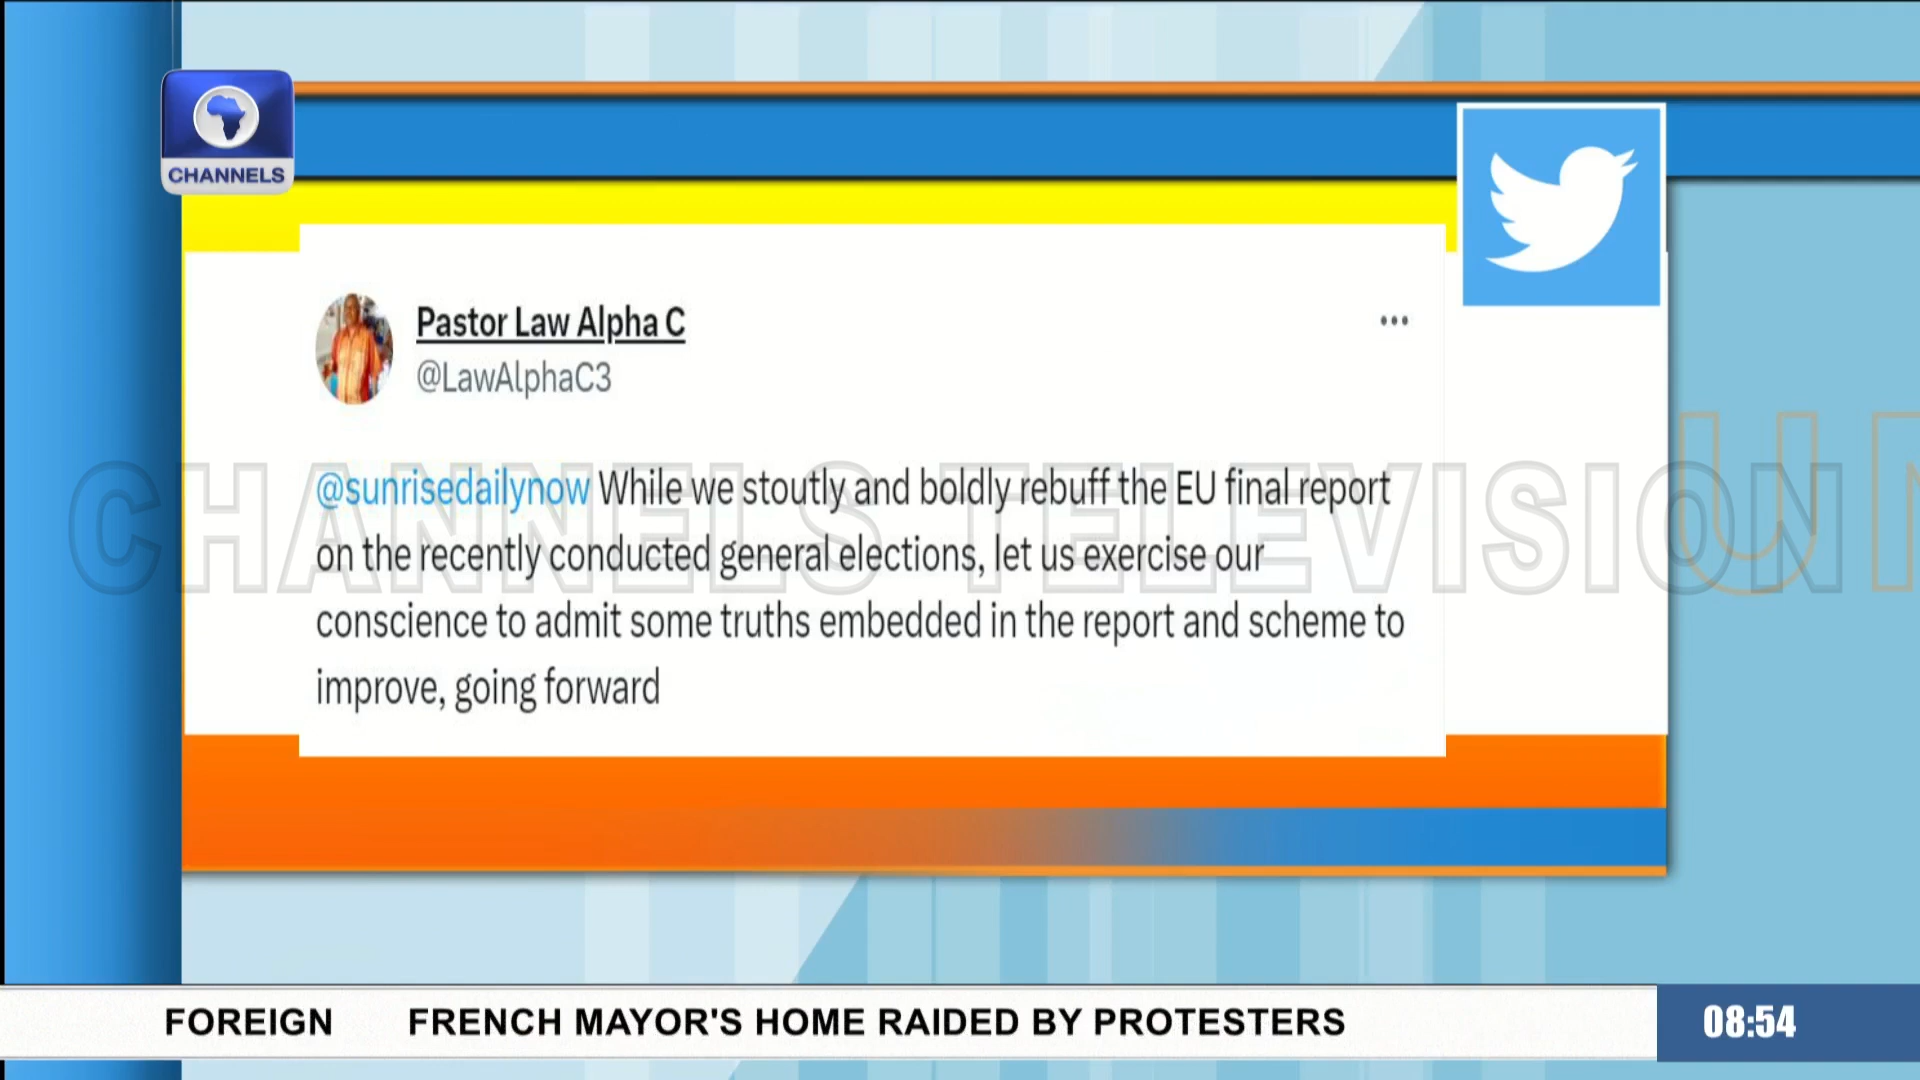 CHANNELS
Pastor Law Alpha C
@LawAlphaC3
@sunrisedailynow While we stoutly and boldly rebuff the EU final report
on the recently conducted general elections, let us exercise our
conscience to admit some truths embedded in the report and scheme to
improve, going forward
CHANNELS TELEVISION
FOREIGN FRENCH MAYOR'S HOME RAIDED BY PROTESTERS
08:54